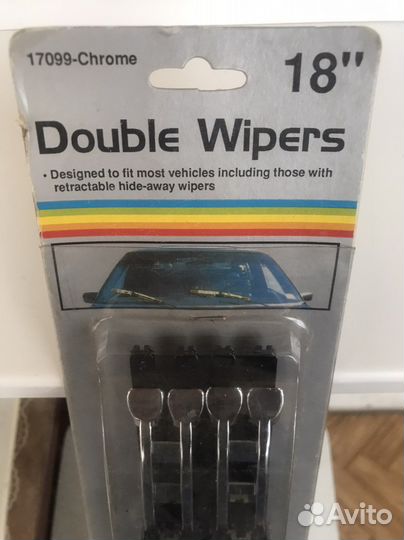 17099-Chrome
18"
Double Wipers
• Designed to fit most vehicles including those with
retractable hide-away wipers
Avito